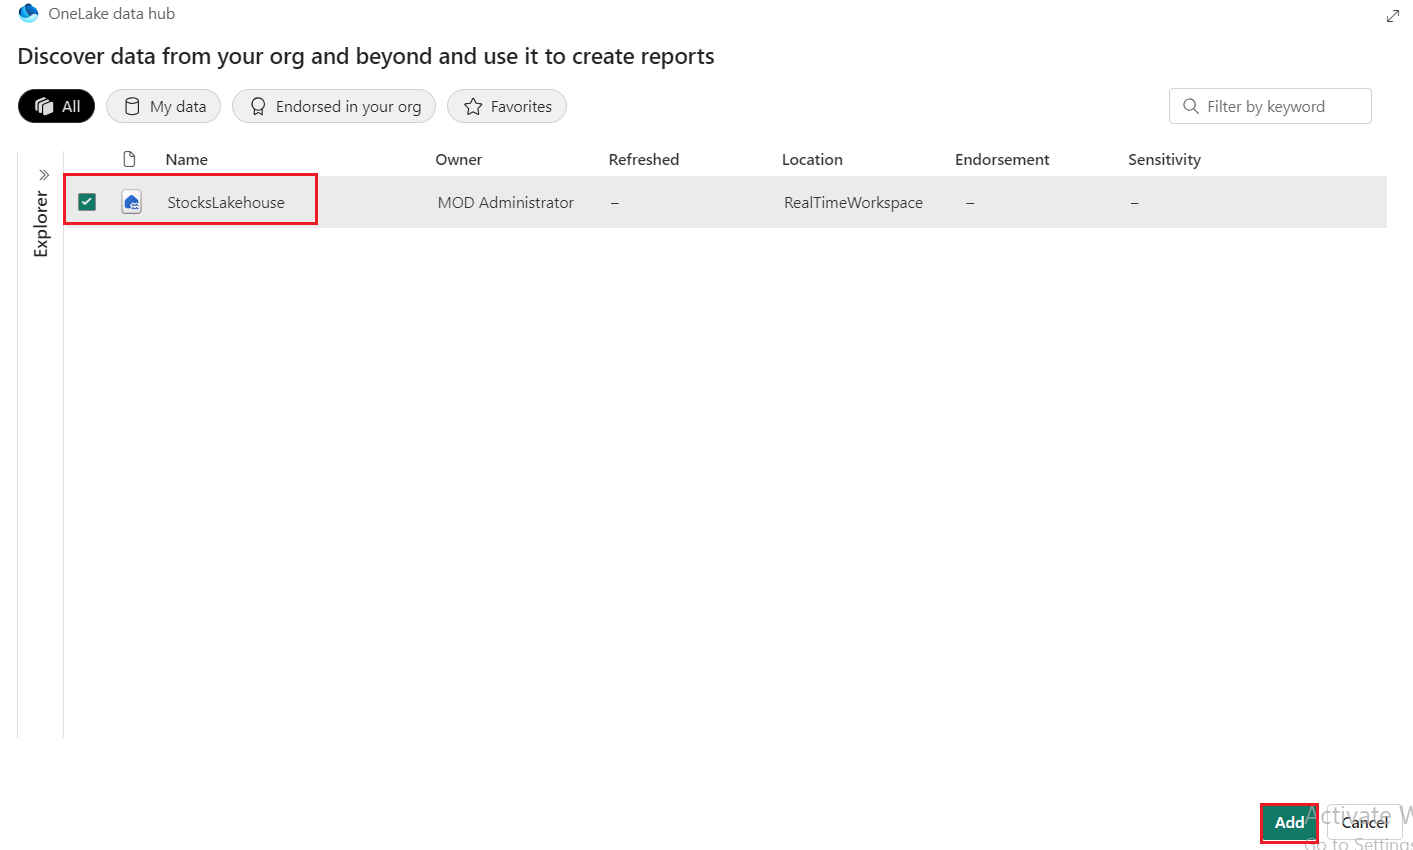 OneLake data hub
Discover data from your org and beyond and use it to create reports
All My data Endorsed in your org Favorites Filter by keyword
Name Owner Refreshed Location Endorsement Sensitivity
StocksLakehouse MOD Administrator – RealTimeWorkspace – –
Explorer
Add Cancel
Activate W
Go to Settings